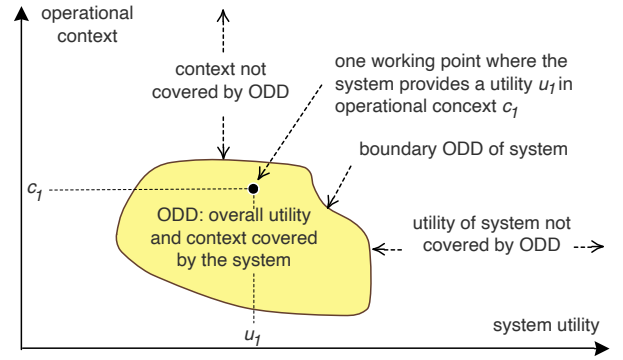 operational
context
context not
covered by ODD
one working point where the
system provides a utility u1 in
operational concext c1
boundary ODD of system
c1
ODD: overall utility
and context covered
by the system
utility of system not
covered by ODD
u1
system utility